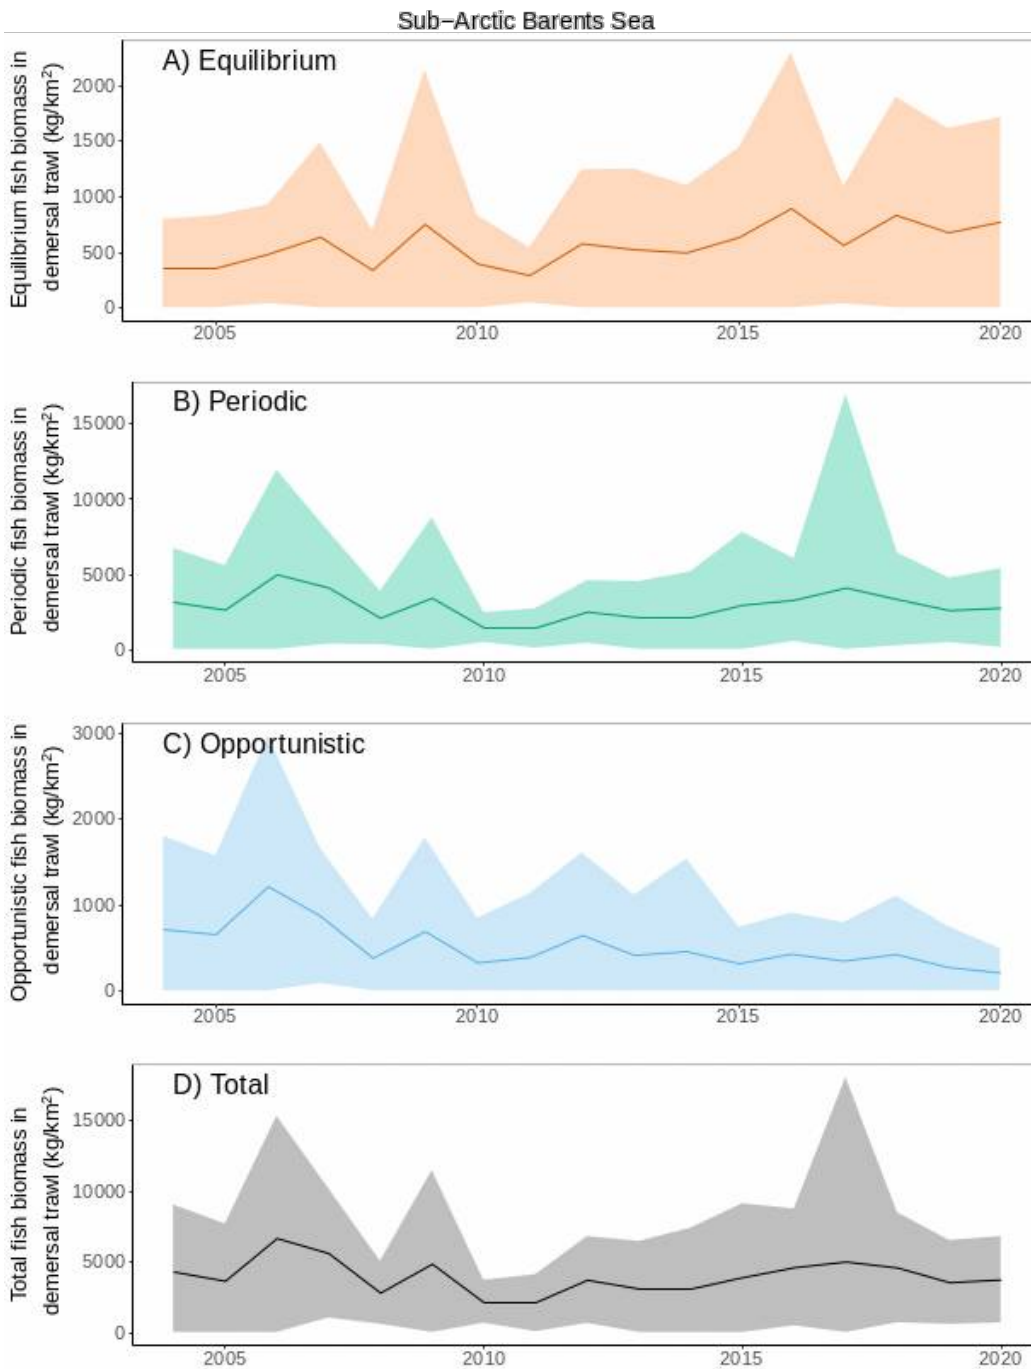 Sub−Arctic Barents Sea
A) Equilibrium
Equilibrium fish biomass in
demersal trawl (kg/km²)
2000
1500
1000
500
0
2005 2010 2015 2020
B) Periodic
Periodic fish biomass in
demersal trawl (kg/km²)
15000
10000
5000
0
2005 2010 2015 2020
C) Opportunistic
Opportunistic fish biomass in
demersal trawl (kg/km²)
3000
2000
1000
0
2005 2010 2015 2020
D) Total
Total fish biomass in
demersal trawl (kg/km²)
15000
10000
5000
0
2005 2010 2015 2020